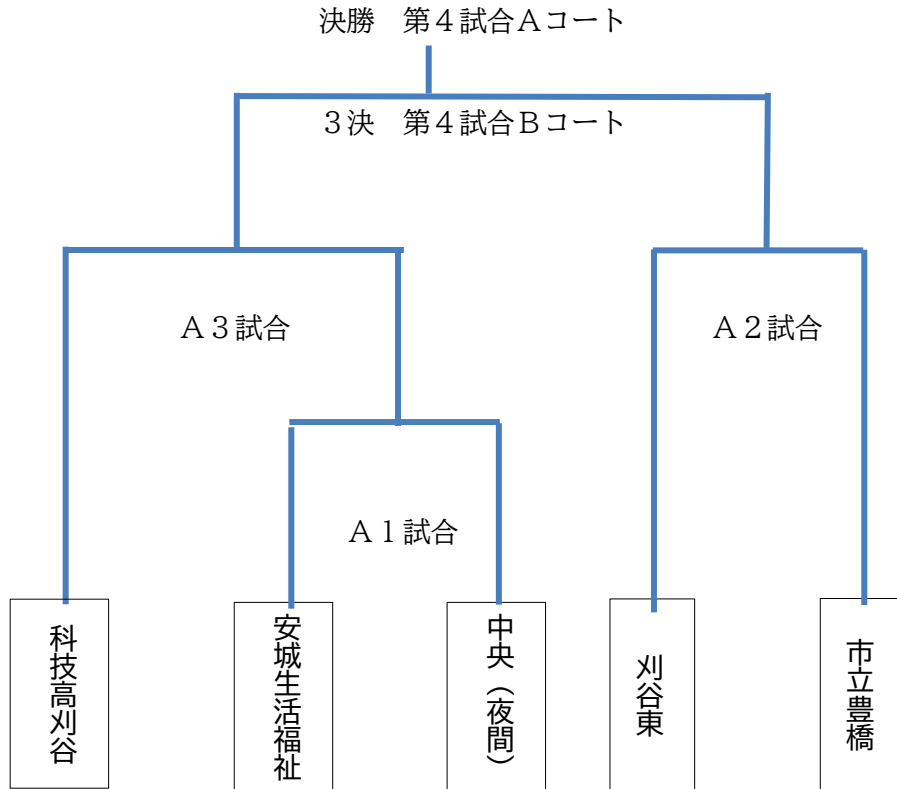 決勝　第４試合Ａコート
３決　第４試合Ｂコート
Ａ３試合
Ａ２試合
Ａ１試合
科技高刈谷
安城生活福祉
中央（夜間）
刈谷東
市立豊橋